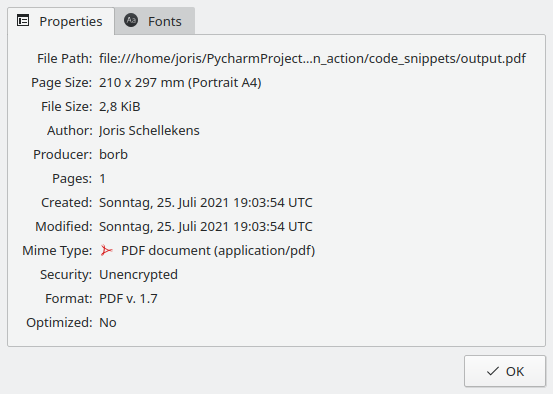 Properties Aa Fonts
File Path: file:///home/joris/PycharmProject...n_action/code_snippets/output.pdf
Page Size: 210 x 297 mm (Portrait A4)
File Size: 2,8 KiB
Author: Joris Schellekens
Producer: borb
Pages: 1
Created: Sonntag, 25. Juli 2021 19:03:54 UTC
Modified: Sonntag, 25. Juli 2021 19:03:54 UTC
Mime Type: PDF document (application/pdf)
Security: Unencrypted
Format: PDF v. 1.7
Optimized: No
OK